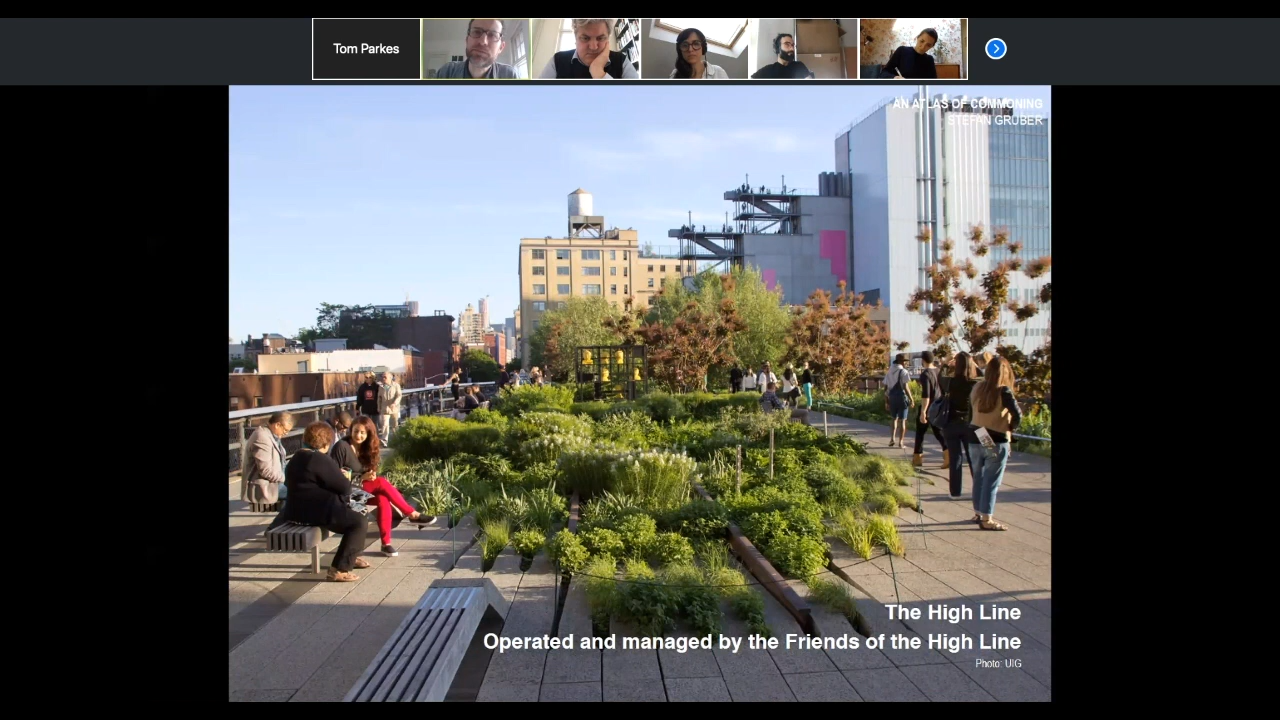 Tom Parkes
AN ATLAS OF COMMONING
STEFAN GRUBER
The High Line
Operated and managed by the Friends of the High Line
Photo: UIG